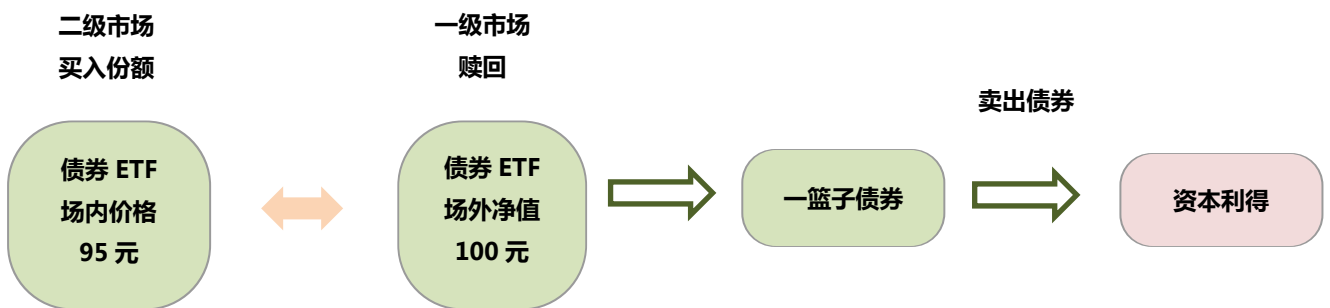 二级市场
买入份额
一级市场
赎回
卖出债券
债券 ETF
场内价格
95 元
债券 ETF
场外净值
100 元
一篮子债券
资本利得